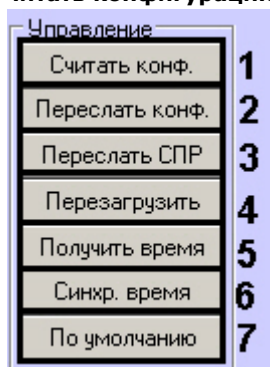 Управление
Считать конф. 1
Переслать конф. 2
Переслать СПР 3
Перезагрузить 4
Получить время 5
Синхр. время 6
По умолчанию 7